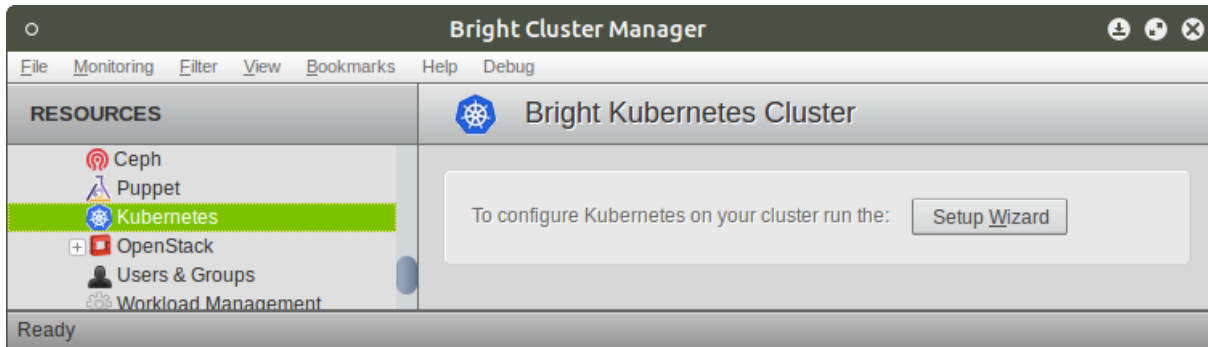 Bright Cluster Manager
File Monitoring Filter View Bookmarks Help Debug
RESOURCES
Ceph
Puppet
Kubernetes
OpenStack
Users & Groups
Workload Management
Bright Kubernetes Cluster
To configure Kubernetes on your cluster run the: Setup Wizard
Ready